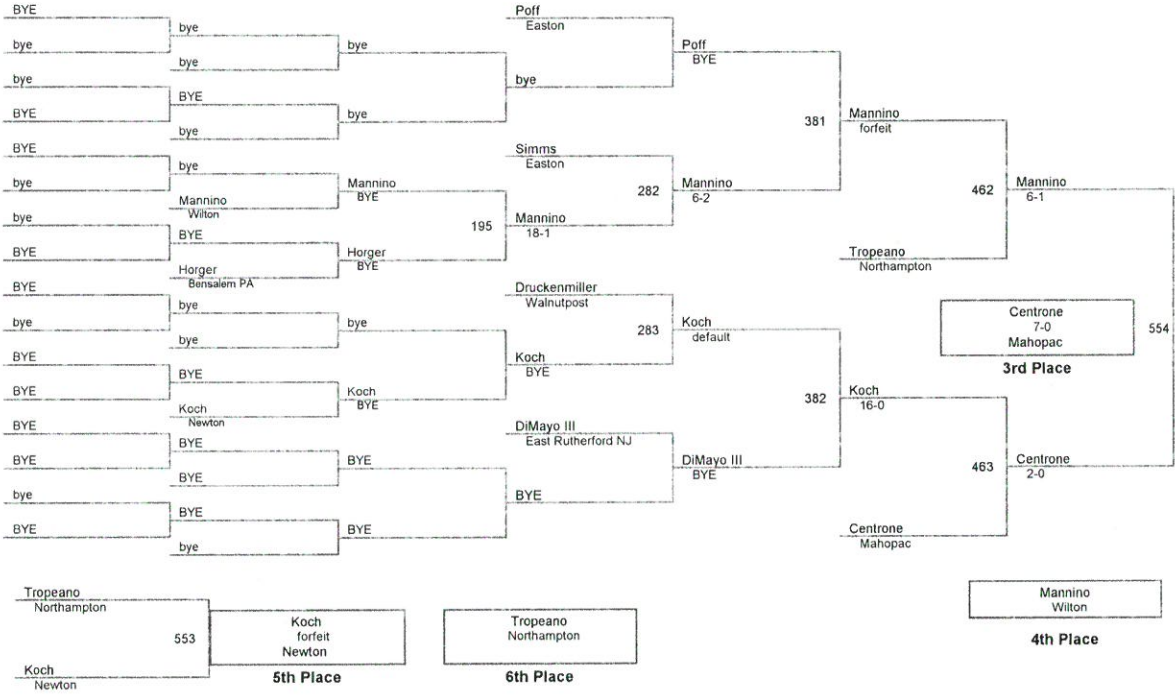 BYE
bye
bye
BYE
BYE
bye
bye
BYE
BYE
bye
BYE
BYE
BYE
BYE
bye
BYE
bye
bye
BYE
bye
bye
Mannino
Wilton
BYE
Horger
Bensalem PA
bye
bye
BYE
Koch
Newton
BYE
BYE
BYE
bye
bye
bye
Mannino
BYE
195
Horger
BYE
bye
Koch
BYE
BYE
BYE
Poff
Easton
bye
Simms
Easton
282
Mannino
18-1
Druckenmiller
Walnutpost
283
Koch
BYE
DiMayo III
East Rutherford NJ
BYE
Poff
BYE
381
Mannino
6-2
Koch
default
382
DiMayo III
BYE
Mannino
forfeit
462
Tropeano
Northampton
Koch
16-0
463
Centrone
Mahopac
Mannino
6-1
554
Centrone
2-0
Centrone
7-0
Mahopac
3rd Place
Mannino
Wilton
4th Place
Tropeano
Northampton
553
Koch
Newton
Koch
forfeit
Newton
5th Place
Tropeano
Northampton
6th Place